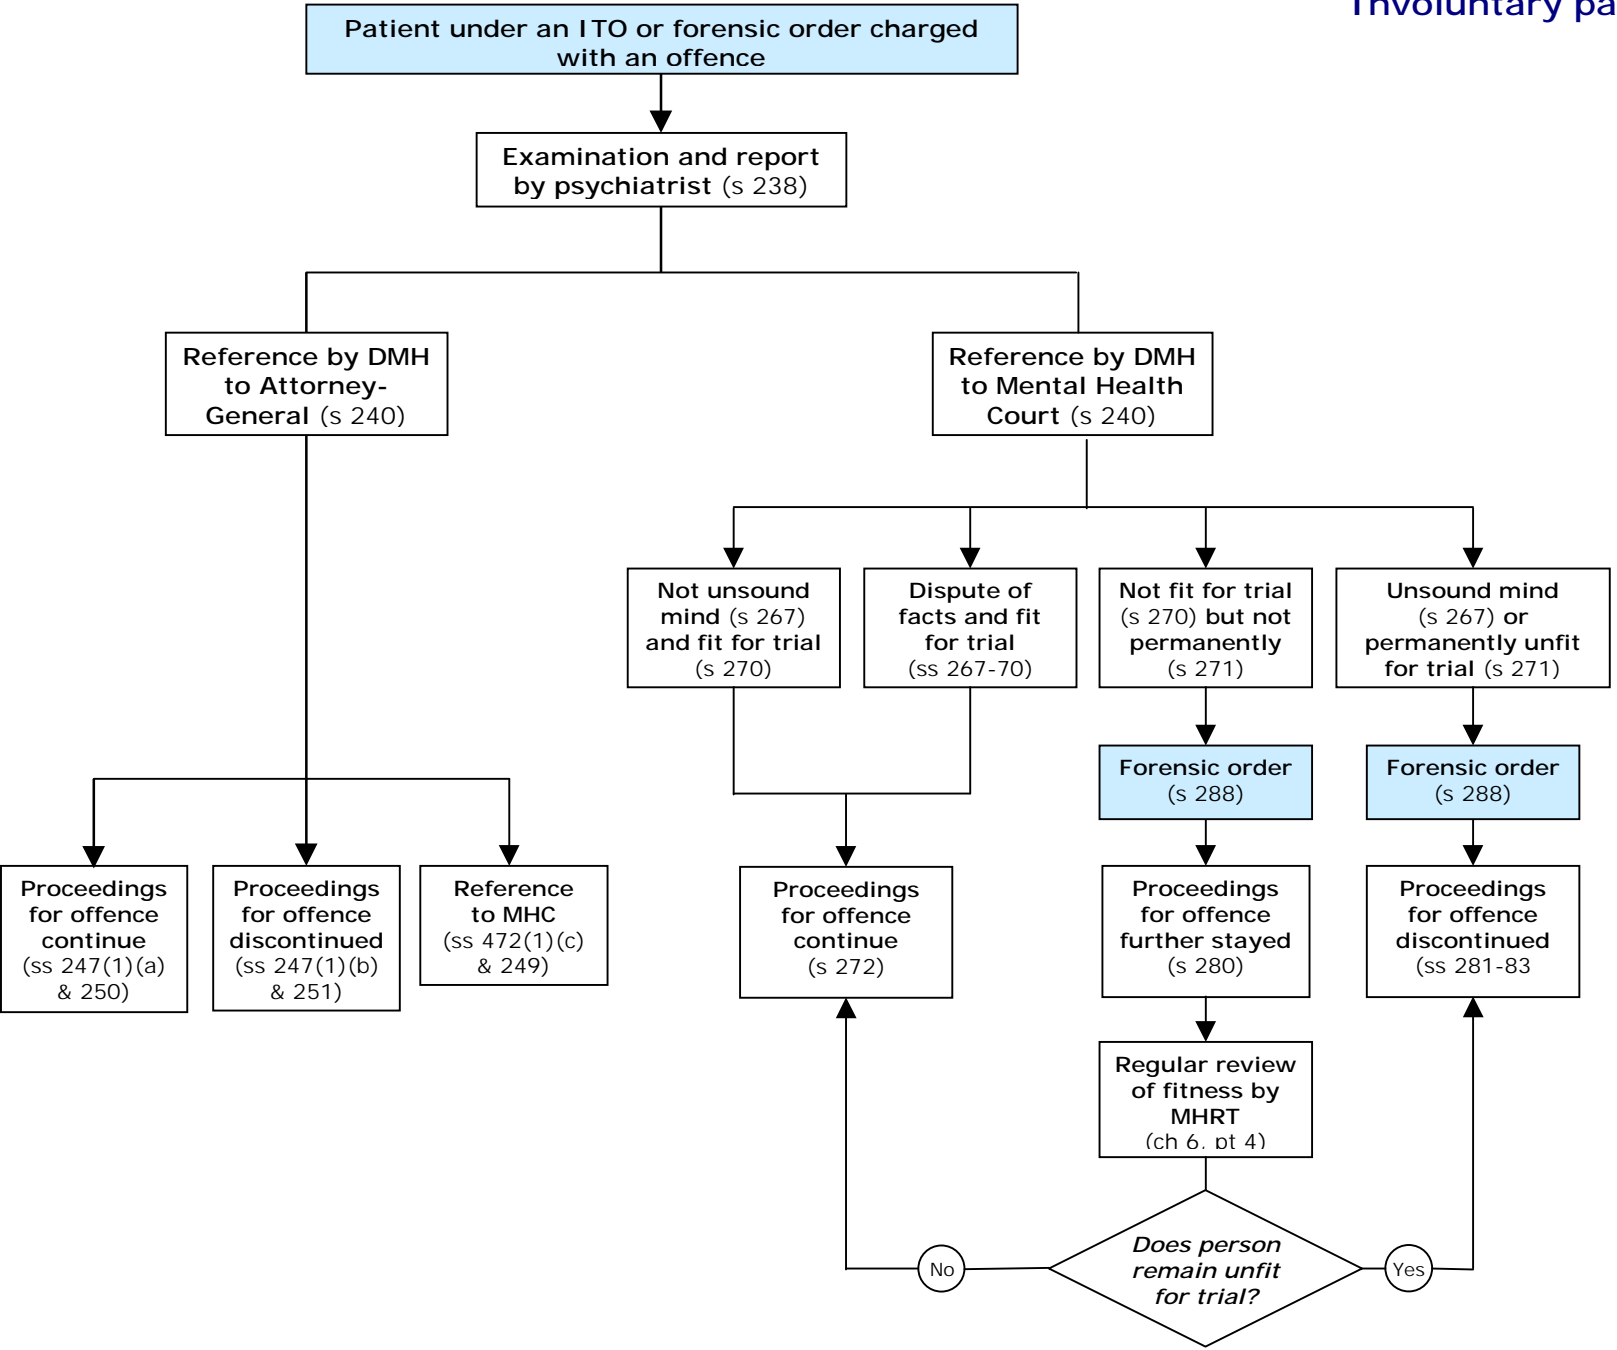 Involuntary pa
Patient under an ITO or forensic order charged
with an offence
Examination and report
by psychiatrist (s 238)
Reference by DMH
to Attorney-
General (s 240)
Reference by DMH
to Mental Health
Court (s 240)
Not unsound
mind (s 267)
and fit for trial
(s 270)
Dispute of
facts and fit
for trial
(ss 267-70)
Not fit for trial
(s 270) but not
permanently
(s 271)
Unsound mind
(s 267) or
permanently unfit
for trial (s 271)
Forensic order
(s 288)
Forensic order
(s 288)
Proceedings
for offence
continue
(ss 247(1)(a)
& 250)
Proceedings
for offence
discontinued
(ss 247(1)(b)
& 251)
Reference
to MHC
(ss 472(1)(c)
& 249)
Proceedings
for offence
continue
(s 272)
Proceedings
for offence
further stayed
(s 280)
Proceedings
for offence
discontinued
(ss 281-83
Regular review
of fitness by
MHRT
(ch 6, pt 4)
Does person
remain unfit
for trial?
No
Yes